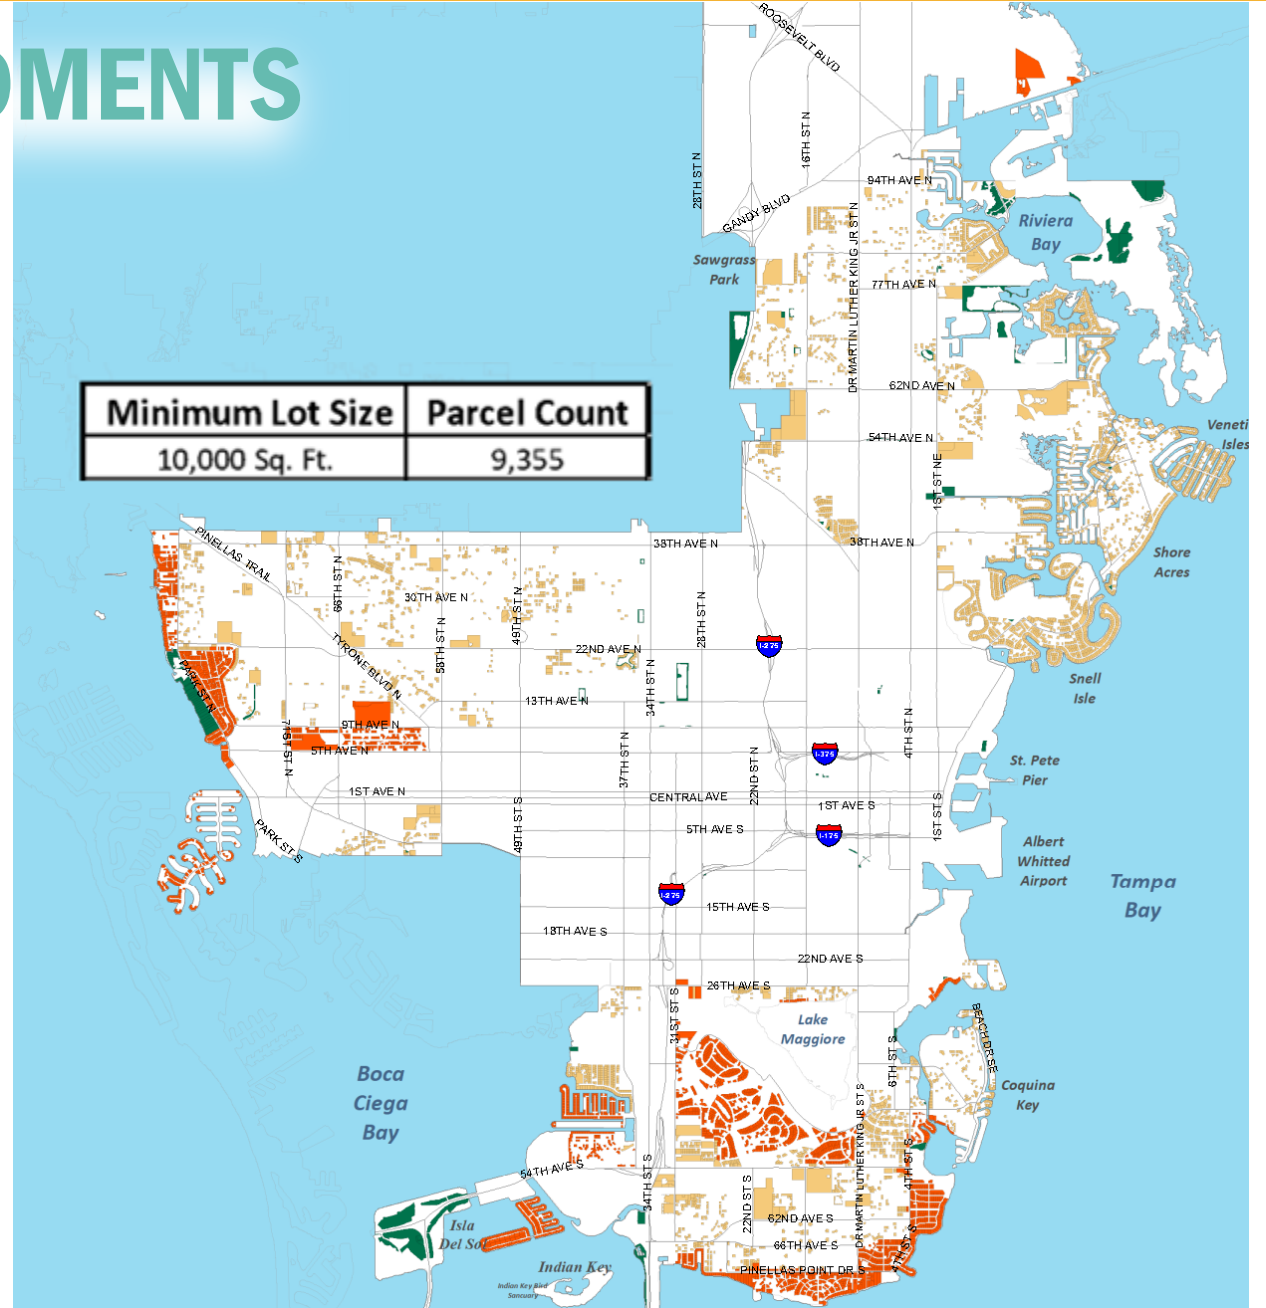 DMENTS
ROOSEVELT BLVD
16TH ST N
28TH ST N
94TH AVE N
GANDY BLVD
DR MARTIN LUTHER KING JR ST N
Riviera
Bay
Sawgrass
Park
77TH AVE N
62ND AVE N
Minimum Lot Size Parcel Count
10,000 Sq. Ft. 9,355
54TH AVE N
Veneti
Isles
1ST ST NE
PINELLAS TRAIL
38TH AVE N
38TH AVE N
Shore
Acres
66TH ST N
30TH AVE N
49TH ST N
28TH ST N
58TH ST N
TYRONE BLVD N
22ND AVE N
I-275
PARK ST N
34TH ST N
Snell
Isle
13TH AVE N
9TH AVE N
71ST ST N
5TH AVE N
37TH ST N
22ND ST N
4TH ST N
I-375
St. Pete
Pier
1ST AVE N
CENTRAL AVE
1ST AVE S
1ST ST S
PARK ST S
49TH ST S
5TH AVE S
I-175
Albert
Whitted
Airport
I-275
Tampa
Bay
15TH AVE S
18TH AVE S
22ND AVE S
26TH AVE S
31ST ST S
Lake
Maggiore
6TH ST S
BEACH DR SE
Boca
Ciega
Bay
Coquina
Key
DR MARTIN LUTHER KING JR ST S
54TH AVE S
34TH ST S
22ND ST S
4TH ST S
62ND AVE S
Isla
Del Sol
66TH AVE S
4TH ST S
Indian Key
PINELLAS POINT DR S
Indian Key Bird
Sancuary